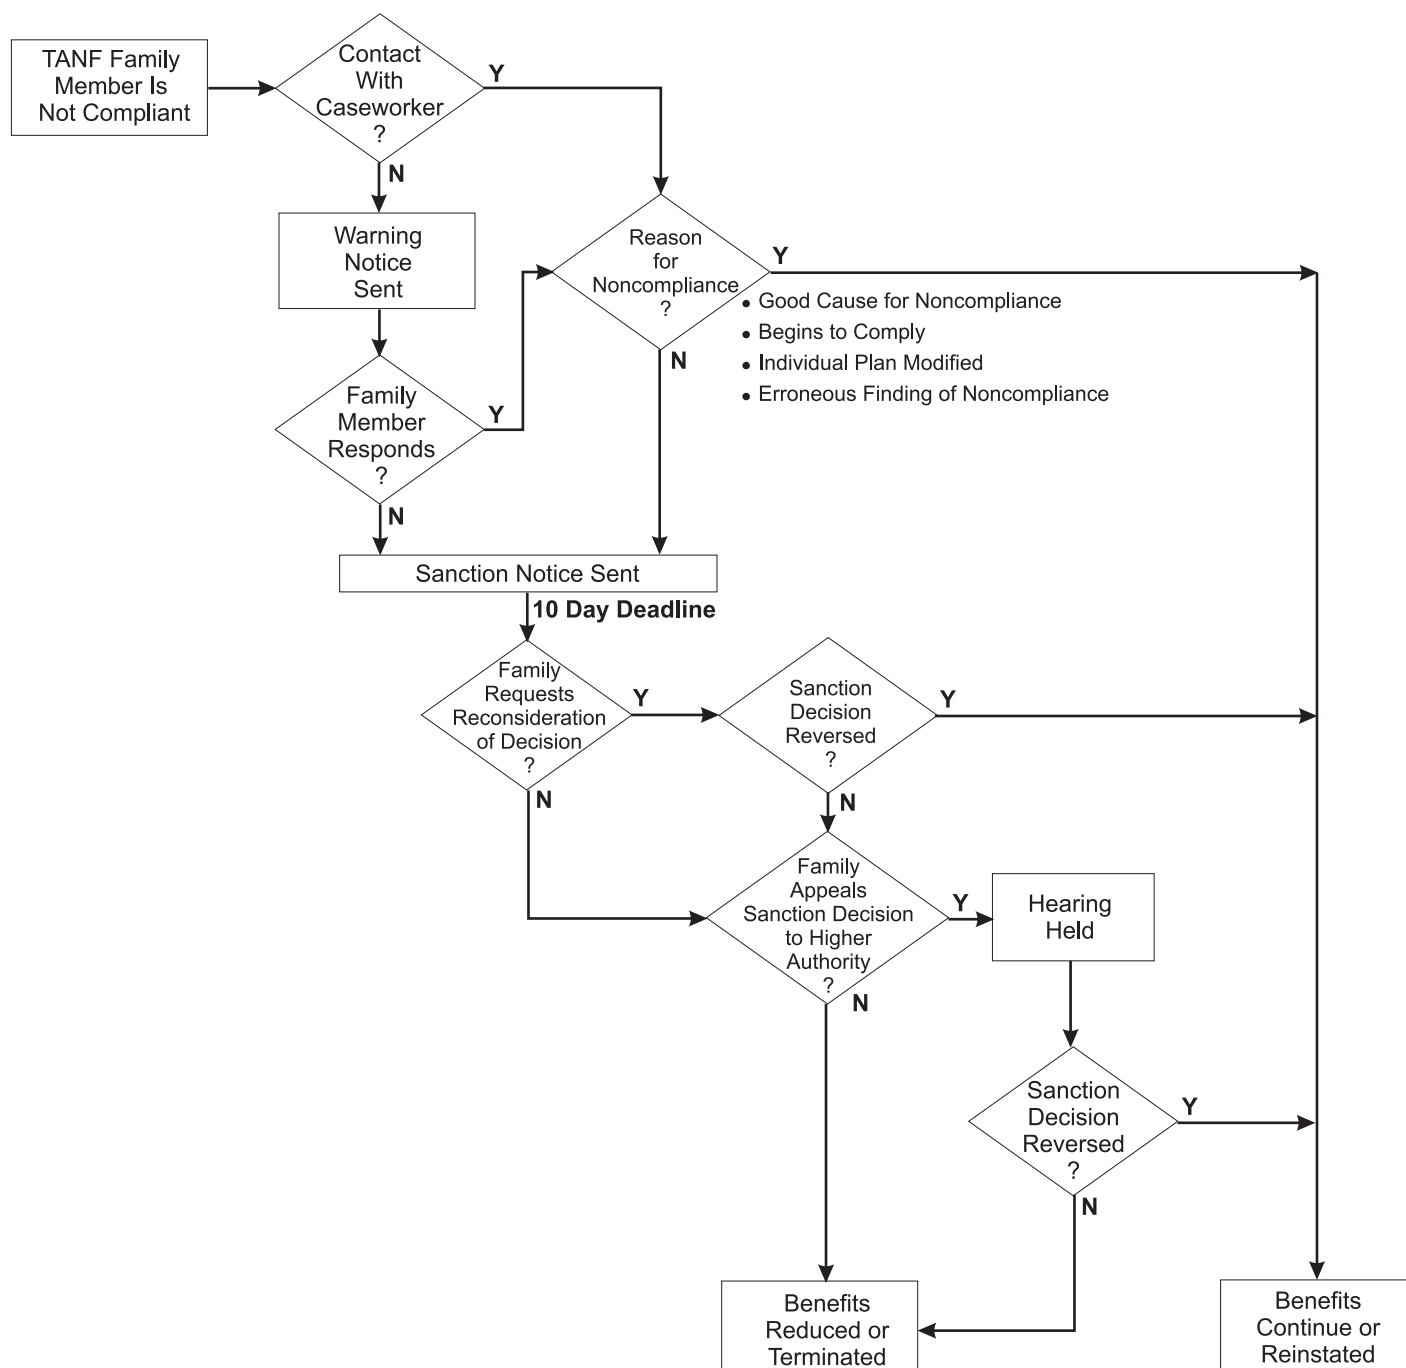 TANF Family
Member Is
Not Compliant
Contact
With
Caseworker
?
Y
N
Warning
Notice
Sent
Reason
for
Noncompliance
?
Y
• Good Cause for Noncompliance
• Begins to Comply
• Individual Plan Modified
• Erroneous Finding of Noncompliance
N
Family
Member
Responds
?
Y
N
Sanction Notice Sent
10 Day Deadline
Family
Requests
Reconsideration
of Decision
?
Y
N
Sanction
Decision
Reversed
?
Y
N
Family
Appeals
Sanction Decision
to Higher
Authority
?
Y
N
Hearing
Held
Sanction
Decision
Reversed
?
Y
N
Benefits
Reduced or
Terminated
Benefits
Continue or
Reinstated